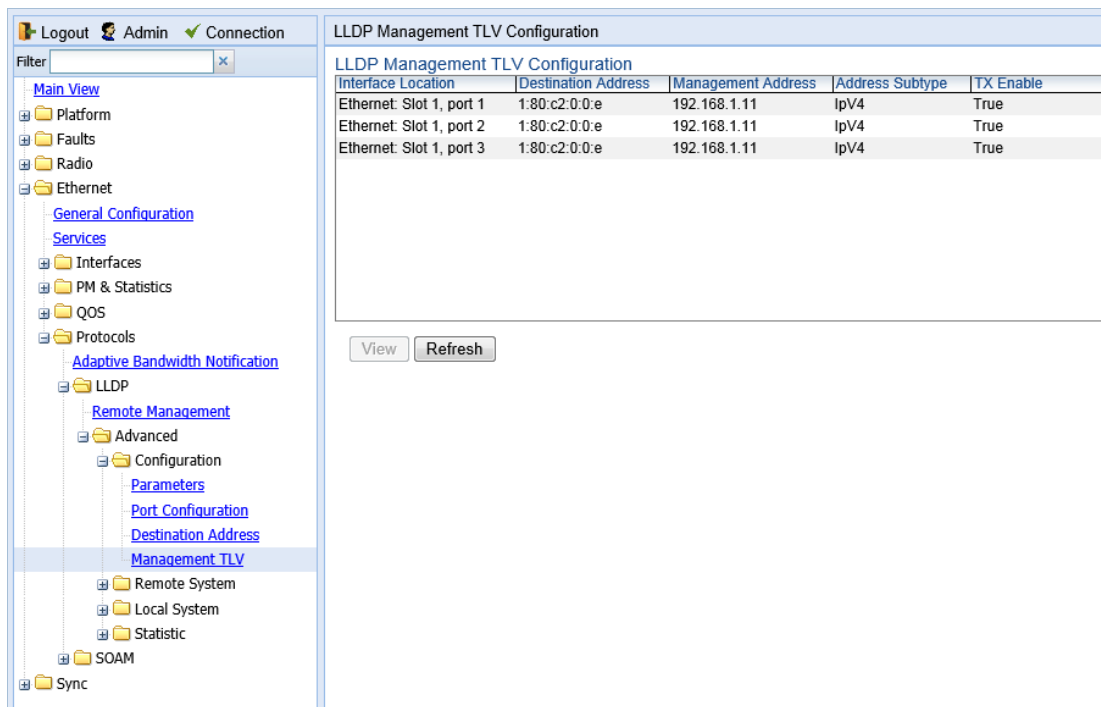 Logout Admin Connection
Filter
Main View
Platform
Faults
Radio
Ethernet
General Configuration
Services
Interfaces
PM & Statistics
QOS
Protocols
Adaptive Bandwidth Notification
LLDP
Remote Management
Advanced
Configuration
Parameters
Port Configuration
Destination Address
Management TLV
Remote System
Local System
Statistic
SOAM
Sync
LLDP Management TLV Configuration
LLDP Management TLV Configuration
Interface Location Destination Address Management Address Address Subtype TX Enable
Ethernet: Slot 1, port 1 1:80:c2:0:0:e 192.168.1.11 IpV4 True
Ethernet: Slot 1, port 2 1:80:c2:0:0:e 192.168.1.11 IpV4 True
Ethernet: Slot 1, port 3 1:80:c2:0:0:e 192.168.1.11 IpV4 True
View Refresh